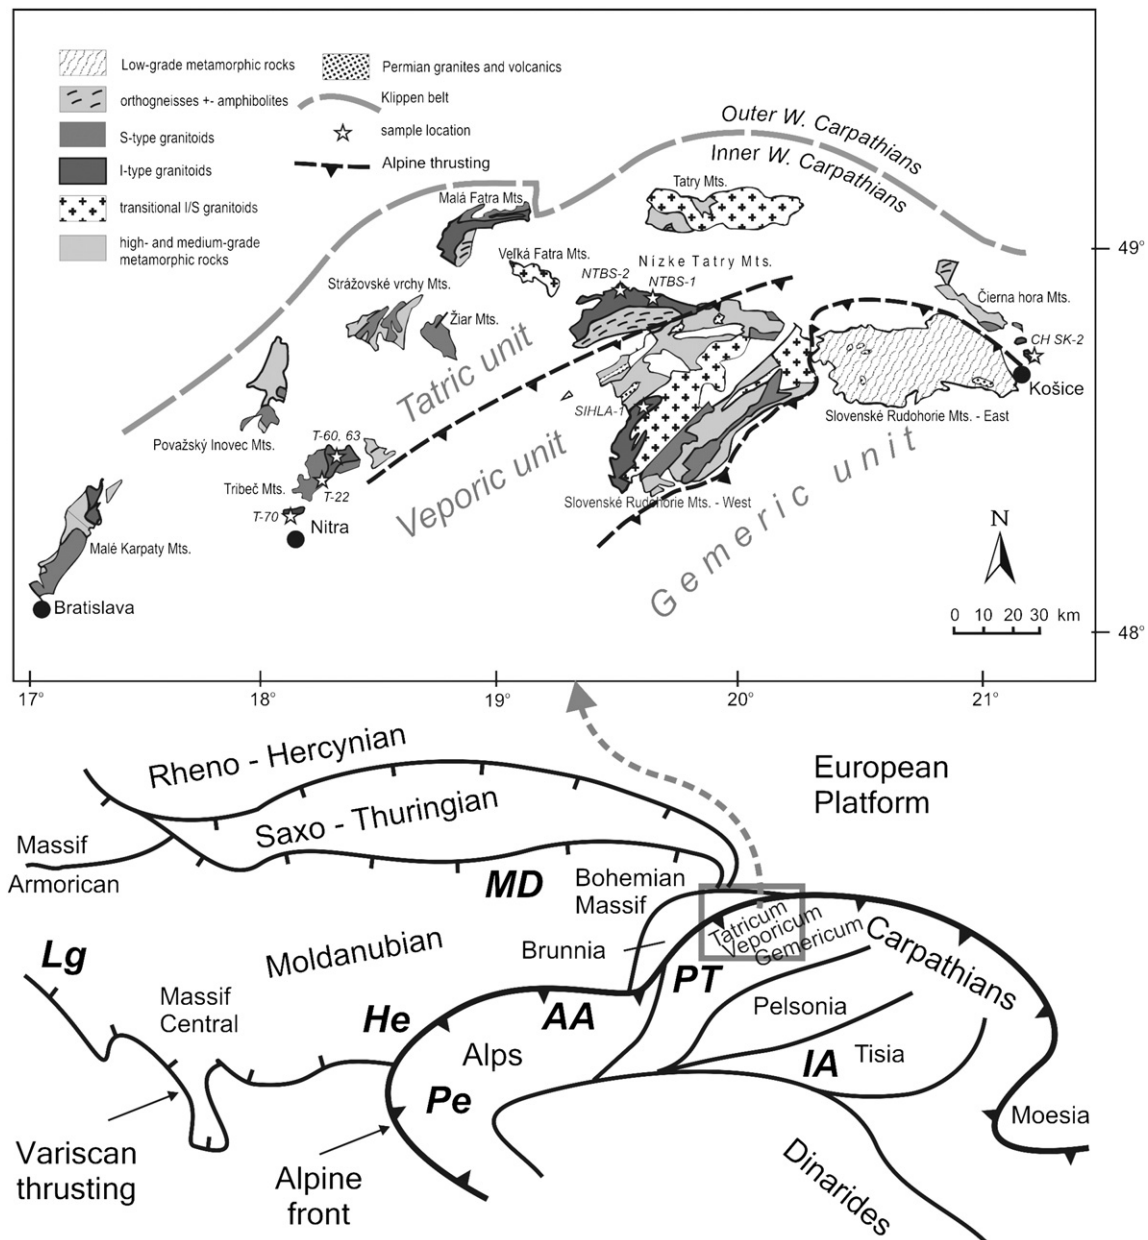 Low-grade metamorphic rocks
orthogneisses +- amphibolites
S-type granitoids
I-type granitoids
transitional I/S granitoids
high- and medium-grade
metamorphic rocks
Permian granites and volcanics
Klippen belt
sample location
Alpine thrusting
Outer W. Carpathians
Inner W. Carpathians
Tatry Mts.
Malá Fatra Mts.
Veľká Fatra Mts.
Nízke Tatry Mts.
NTBS-2
NTBS-1
49°
Strážovské vrchy Mts.
Žiar Mts.
Čierna hora Mts.
CH SK-2
Košice
Tatric unit
SIHLA-1
Slovenské Rudohorie Mts. - East
Považský Inovec Mts.
T-60, 63
Tribeč Mts.
T-22
T-70
Nitra
Veporic unit
Slovenské Rudohorie Mts. - West
Gemeric unit
Malé Karpaty Mts.
Bratislava
N
0 10 20 30 km
48°
17°
18°
19°
20°
21°
Rheno - Hercynian
European
Platform
Saxo - Thuringian
Massif
Armorican
MD
Bohemian
Massif
Tatricum
Veporicum
Gemericum
Carpathians
Brunnia
Moldanubian
Lg
PT
Massif
Central
He
AA
Pelsonia
Alps
IA
Tisia
Pe
Moesia
Variscan
thrusting
Alpine
front
Dinarides